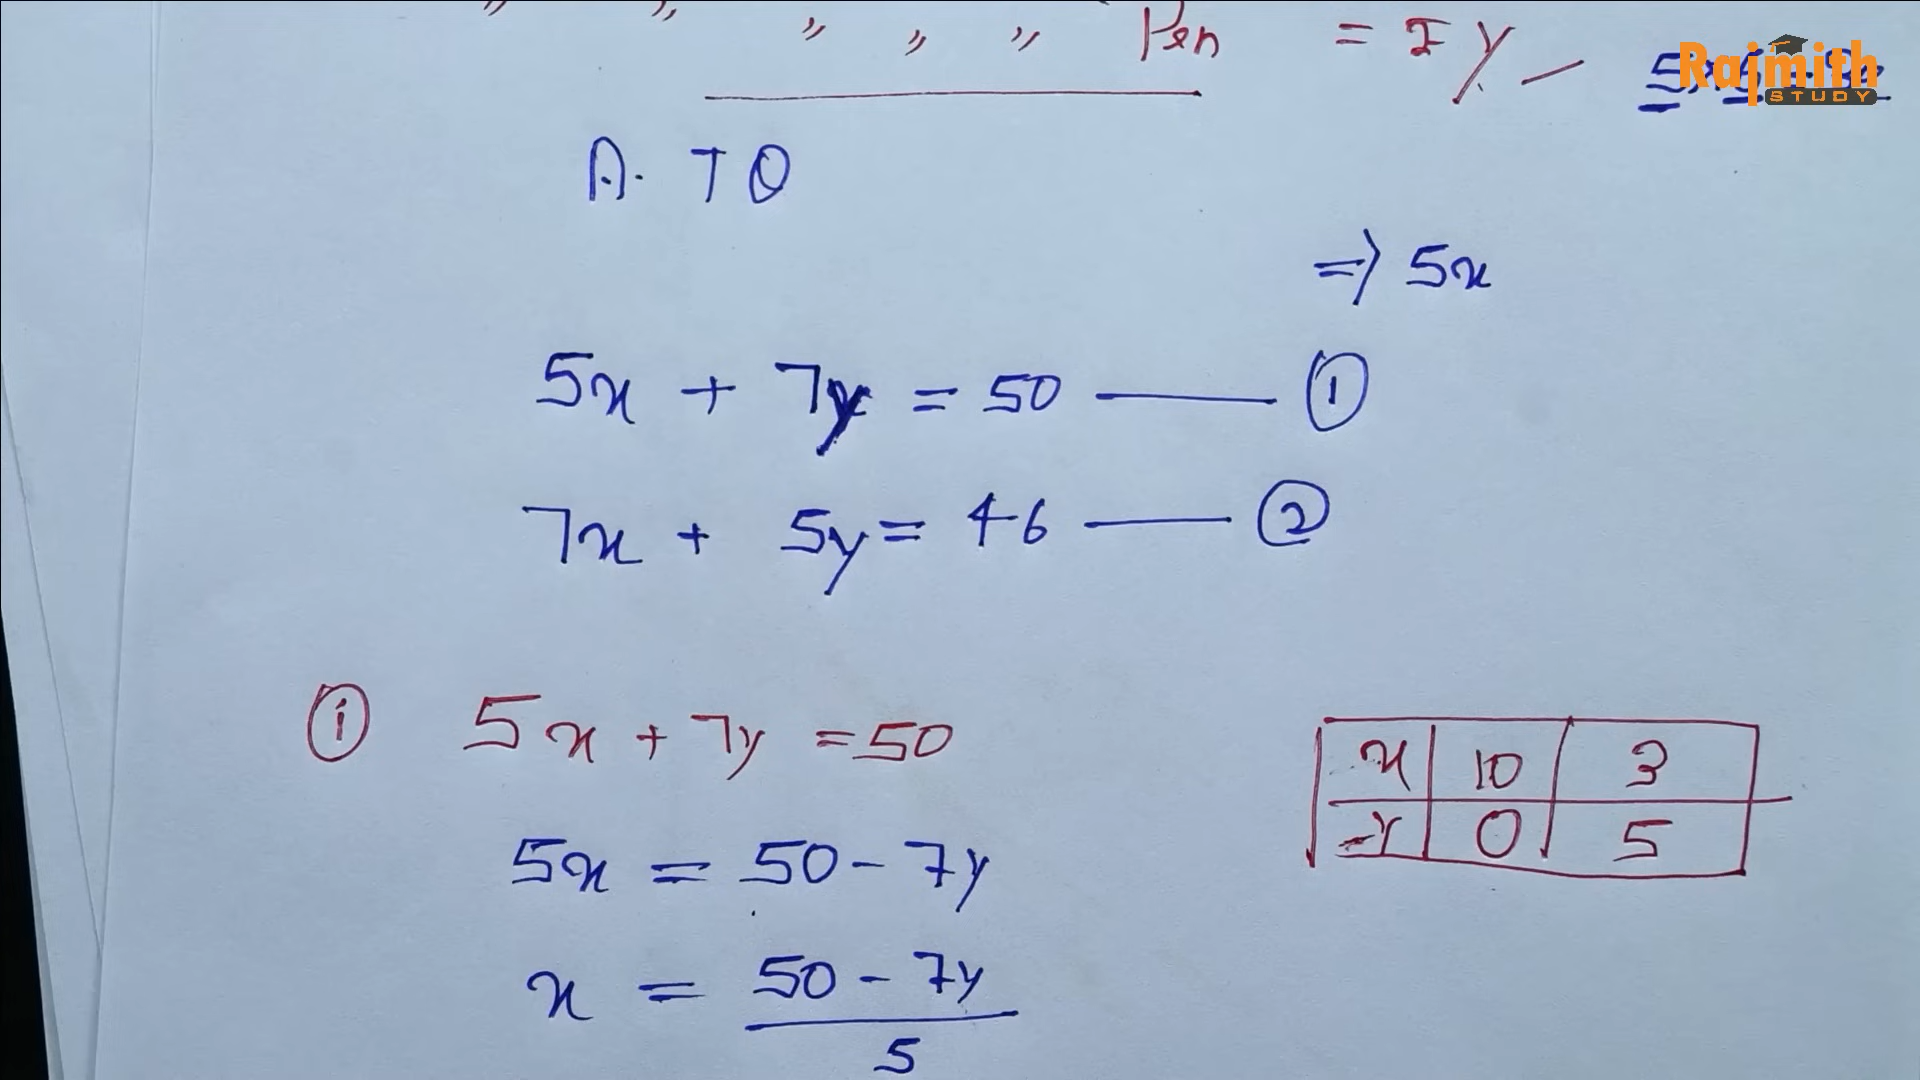 " " " " " Pen = ₹ y
Rajmith
STUDY
A. T Q
⇒ 5x
5x + 7y = 50 —— ①
7x + 5y = 46 —— ②
① 5x + 7y = 50
x 10 3
y 0 5
5x = 50 - 7y
x = 50 - 7y
5